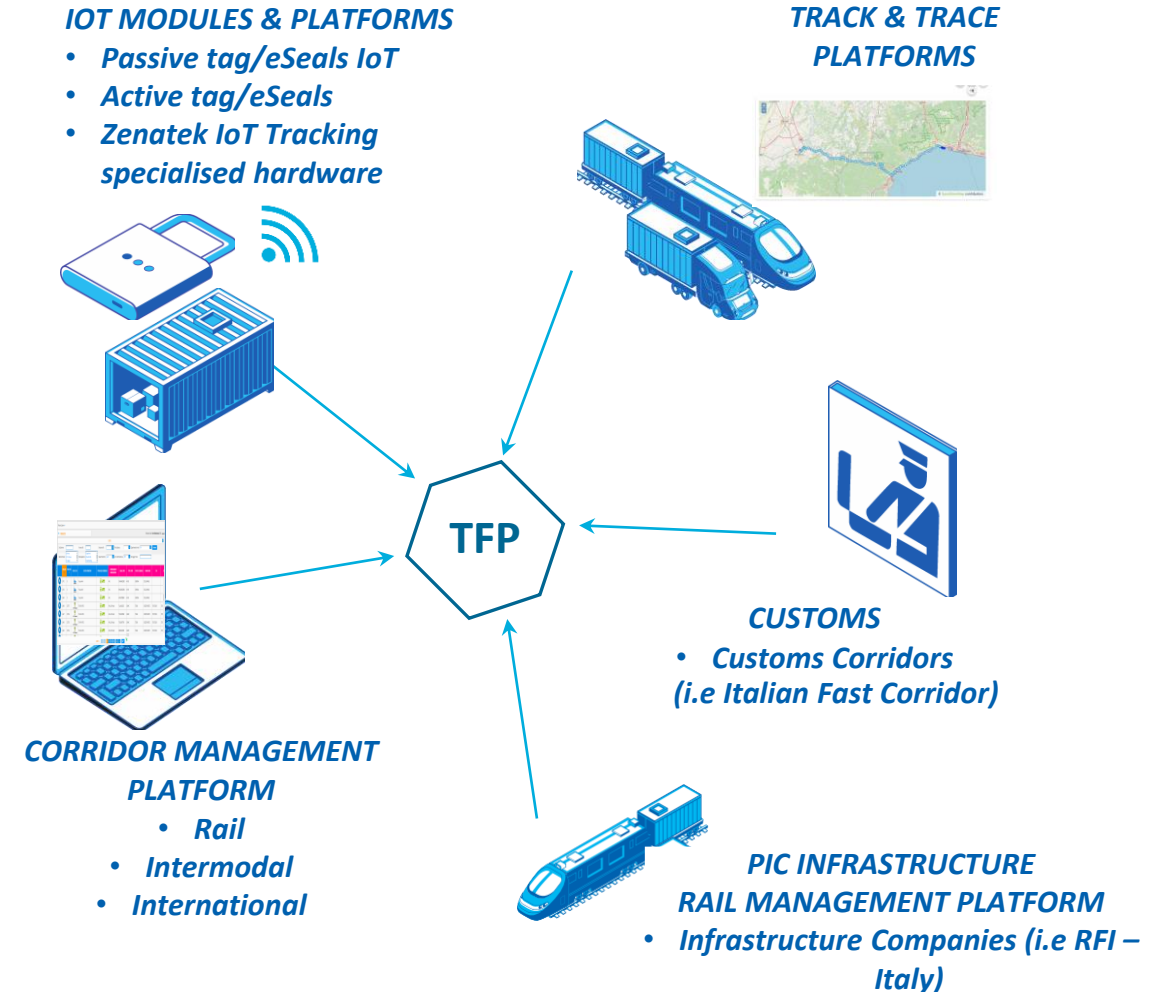 IOT MODULES & PLATFORMS
• Passive tag/eSeals IoT
• Active tag/eSeals
• Zenatek IoT Tracking
specialised hardware
TRACK & TRACE
PLATFORMS
TFP
CUSTOMS
• Customs Corridors
(i.e Italian Fast Corridor)
CORRIDOR MANAGEMENT
PLATFORM
• Rail
• Intermodal
• International
PIC INFRASTRUCTURE
RAIL MANAGEMENT PLATFORM
• Infrastructure Companies (i.e RFI –
Italy)